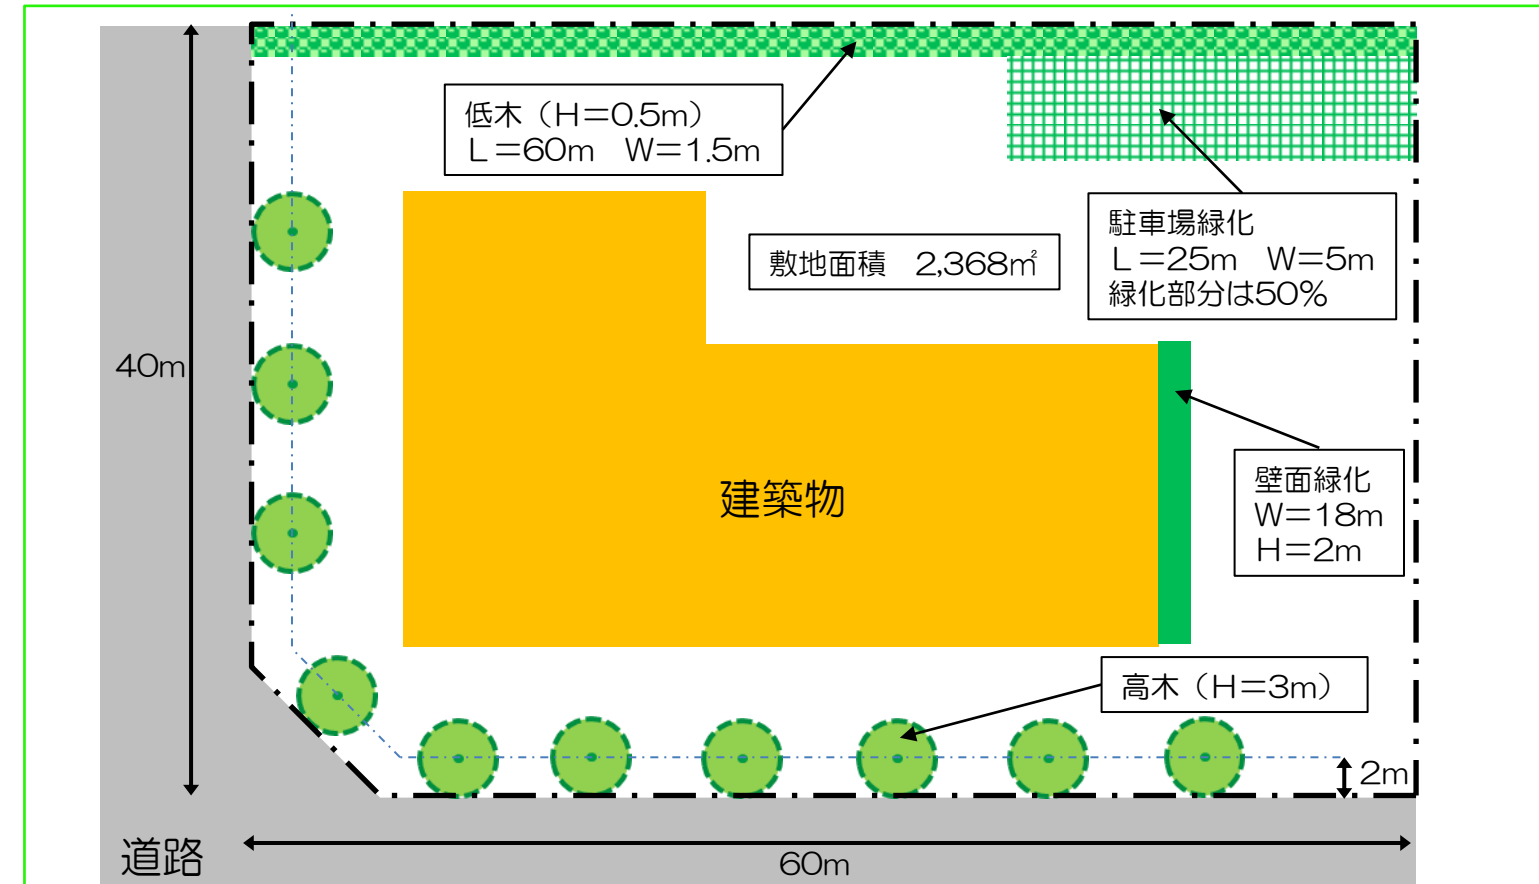 低木（H＝0.5m）
L＝60m　W＝1.5m
駐車場緑化
L＝25m　W＝5m
緑化部分は50％
敷地面積　2,368㎡
40m
建築物
壁面緑化
W＝18m
H＝2m
高木（H＝3m）
2m
道路
60m